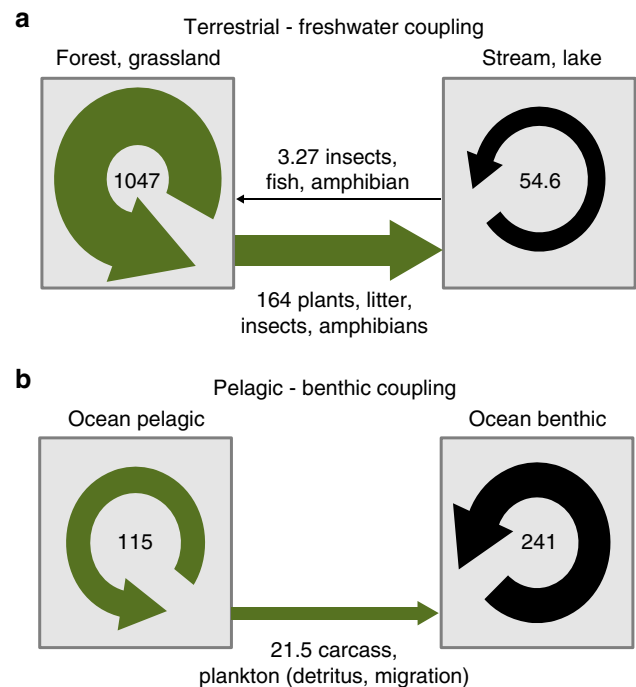 a
Terrestrial - freshwater coupling
Forest, grassland
Stream, lake
1047
3.27 insects,
fish, amphibian
54.6
164 plants, litter,
insects, amphibians
b
Pelagic - benthic coupling
Ocean pelagic
Ocean benthic
115
241
21.5 carcass,
plankton (detritus, migration)